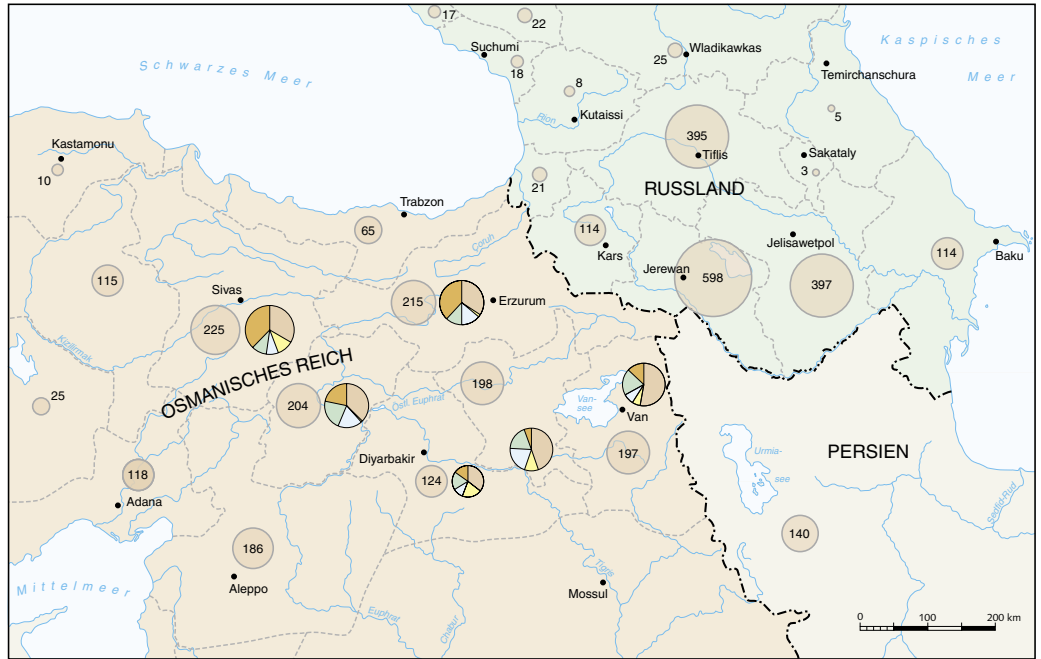 17
22
Kaspisches
Meer
Suchumi
18
25
Wladikawkas
Temirchanschura
Schwarzes Meer
8
5
Rion
Kutaissi
395
Tiflis
Sakataly
3
Kastamonu
10
21
RUSSLAND
Trabzon
65
114
Kars
Çoruh
Jelisawetpol
114
Baku
115
Jerewan
598
397
Sivas
225
215
Erzurum
Kizilirmak
OSMANISCHES REICH
198
25
204
Östl. Euphrat
Van-
see
Van
Diyarbakir
197
PERSIEN
Urmia-
see
118
Adana
124
Sedfid-Rud
186
140
Aleppo
Tigris
Mossul
Mittelmeer
Euphrat
Chabur
0 100 200 km